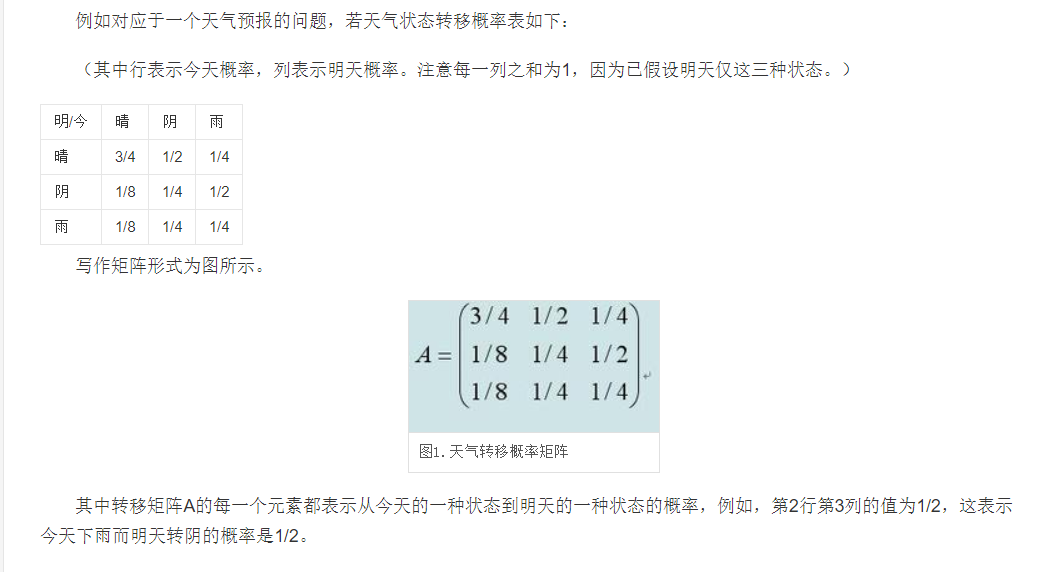 例如对应于一个天气预报的问题，若天气状态转移概率表如下：
（其中行表示今天概率，列表示明天概率。注意每一列之和为1，因为已假设明天仅这三种状态。）
明/今 晴 阴 雨
晴 3/4 1/2 1/4
阴 1/8 1/4 1/2
雨 1/8 1/4 1/4
写作矩阵形式为图所示。
A = (3/4 1/2 1/4
1/8 1/4 1/2
1/8 1/4 1/4)
图1.天气转移概率矩阵
其中转移矩阵A的每一个元素都表示从今天的一种状态到明天的一种状态的概率，例如，第2行第3列的值为1/2，这表示
今天下雨而明天转阴的概率是1/2。